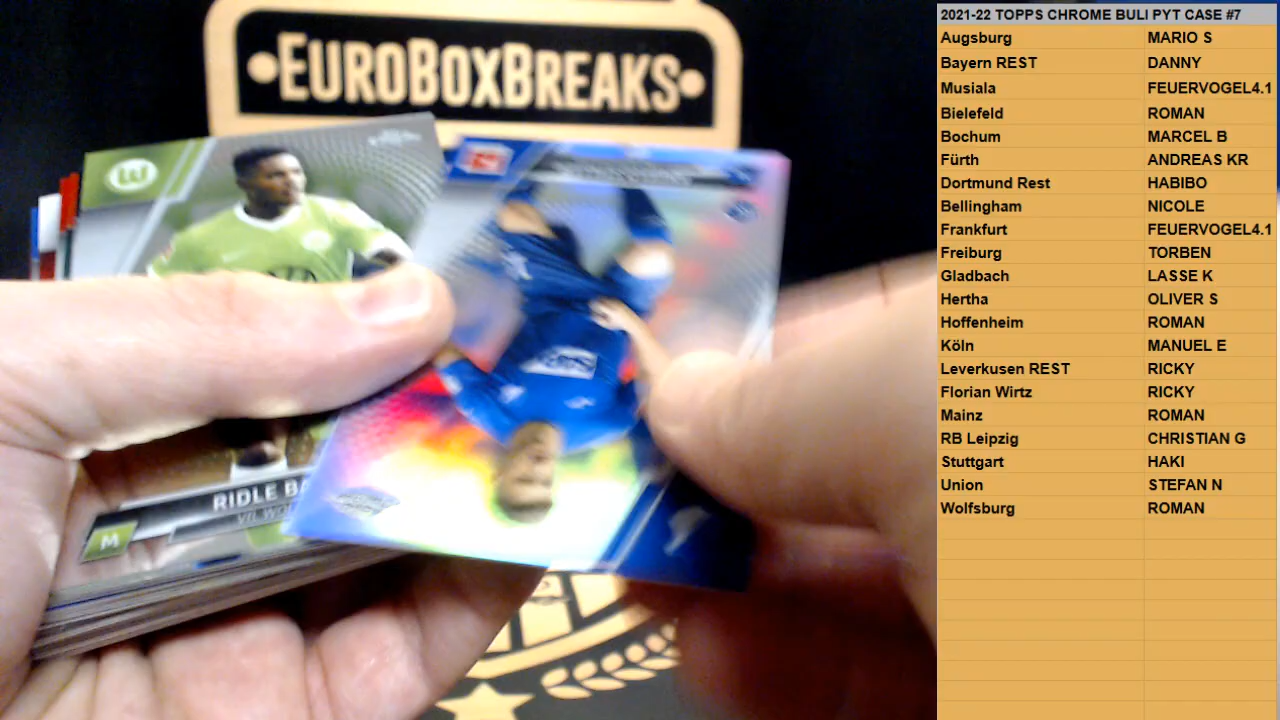 •EUROBOXBREAKS•
W
RIDLE BA
VFL WO
M
2021-22 TOPPS CHROME BULI PYT CASE #7
Augsburg MARIO S
Bayern REST DANNY
Musiala FEUERVOGEL4.1
Bielefeld ROMAN
Bochum MARCEL B
Fürth ANDREAS KR
Dortmund Rest HABIBO
Bellingham NICOLE
Frankfurt FEUERVOGEL4.1
Freiburg TORBEN
Gladbach LASSE K
Hertha OLIVER S
Hoffenheim ROMAN
Köln MANUEL E
Leverkusen REST RICKY
Florian Wirtz RICKY
Mainz ROMAN
RB Leipzig CHRISTIAN G
Stuttgart HAKI
Union STEFAN N
Wolfsburg ROMAN